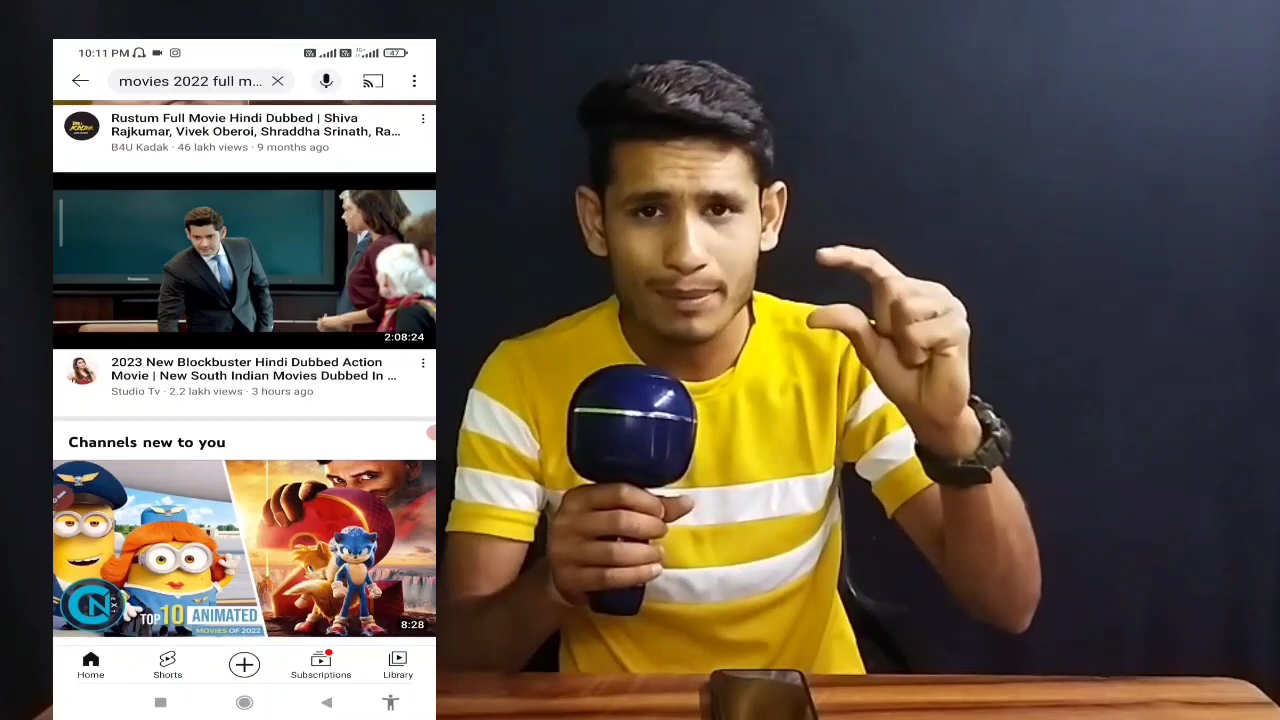 10:11 PM
47
movies 2022 full m...
Rustum Full Movie Hindi Dubbed | Shiva
Rajkumar, Vivek Oberoi, Shraddha Srinath, Ra...
B4U Kadak · 46 lakh views · 9 months ago
2:08:24
2023 New Blockbuster Hindi Dubbed Action
Movie | New South Indian Movies Dubbed In ...
Studio Tv · 2.2 lakh views · 3 hours ago
Channels new to you
TOP 10 ANIMATED
MOVIES OF 2022
8:28
Home
Shorts
Subscriptions
Library